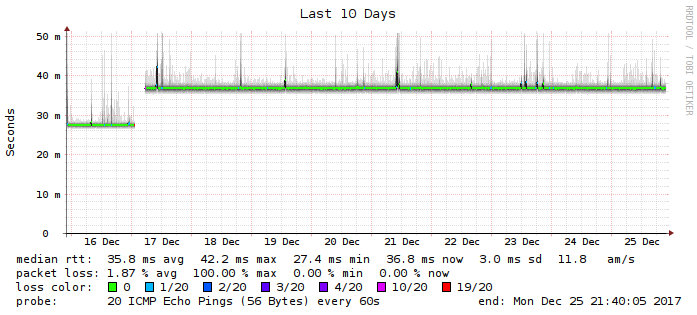 Last 10 Days
RRDTOOL / TOBI OETIKER
Seconds
50 m
40 m
30 m
20 m
10 m
0
16 Dec 17 Dec 18 Dec 19 Dec 20 Dec 21 Dec 22 Dec 23 Dec 24 Dec 25 Dec
median rtt: 35.8 ms avg 42.2 ms max 27.4 ms min 36.8 ms now 3.0 ms sd 11.8 am/s
packet loss: 1.87 % avg 100.00 % max 0.00 % min 0.00 % now
loss color: 0 1/20 2/20 3/20 4/20 10/20 19/20
probe: 20 ICMP Echo Pings (56 Bytes) every 60s end: Mon Dec 25 21:40:05 2017